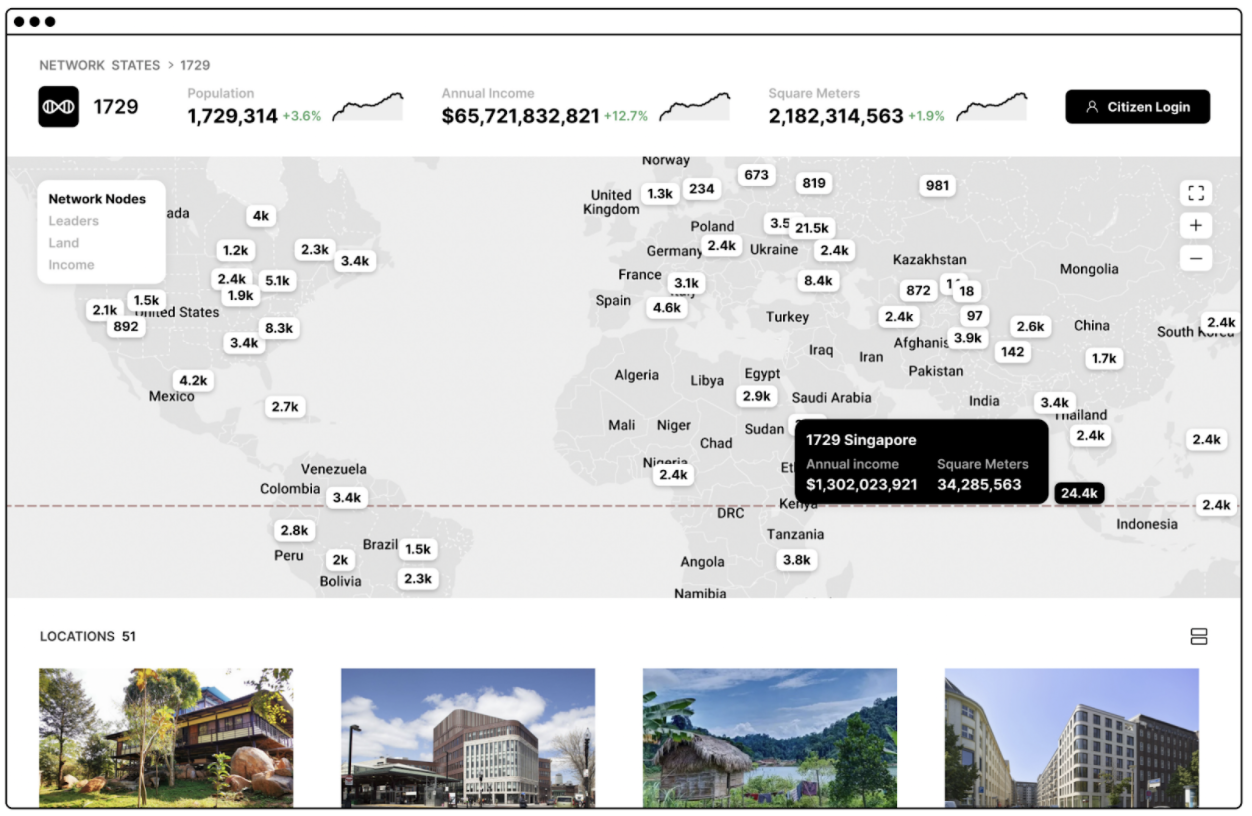 NETWORK STATES > 1729
1729
Population
1,729,314 +3.6%
Annual Income
$65,721,832,821 +12.7%
Square Meters
2,182,314,563 +1.9%
Citizen Login
Network Nodes
Leaders
Land
Income
Norway
673
819
981
United
Kingdom
1.3k
234
ada
4k
Poland
3.5
21.5k
1.2k
2.3k
3.4k
Germany
2.4k
Ukraine
2.4k
Kazakhstan
Mongolia
2.4k
5.1k
1.9k
France
3.1k
8.4k
872
18
1.5k
2.1k
892
United States
Spain
4.6k
Italy
Turkey
2.4k
97
2.6k
China
2.4k
South Korea
8.3k
3.4k
Iraq
Iran
Afghanis
3.9k
142
1.7k
4.2k
Mexico
Algeria
Libya
Egypt
Pakistan
2.7k
2.9k
Saudi Arabia
India
3.4k
Thailand
Mali
Niger
Sudan
Chad
2.4k
2.4k
1729 Singapore
Annual income
$1,302,023,921
Square Meters
34,285,563
Venezuela
Nigeria
2.4k
Et
Colombia
3.4k
Kenya
24.4k
2.4k
DRC
Indonesia
2.8k
Peru
Brazil
1.5k
Tanzania
2k
Bolivia
2.3k
Angola
3.8k
Namibia
LOCATIONS 51